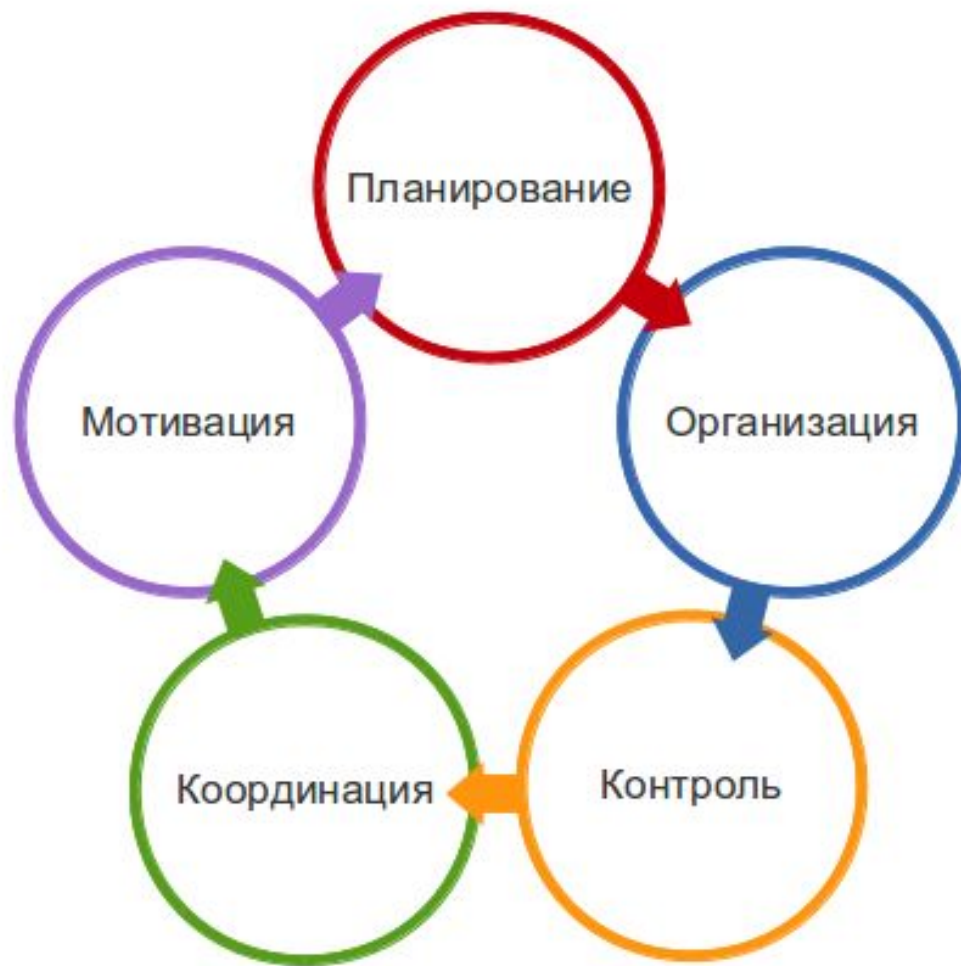 Планирование
Организация
Контроль
Координация
Мотивация